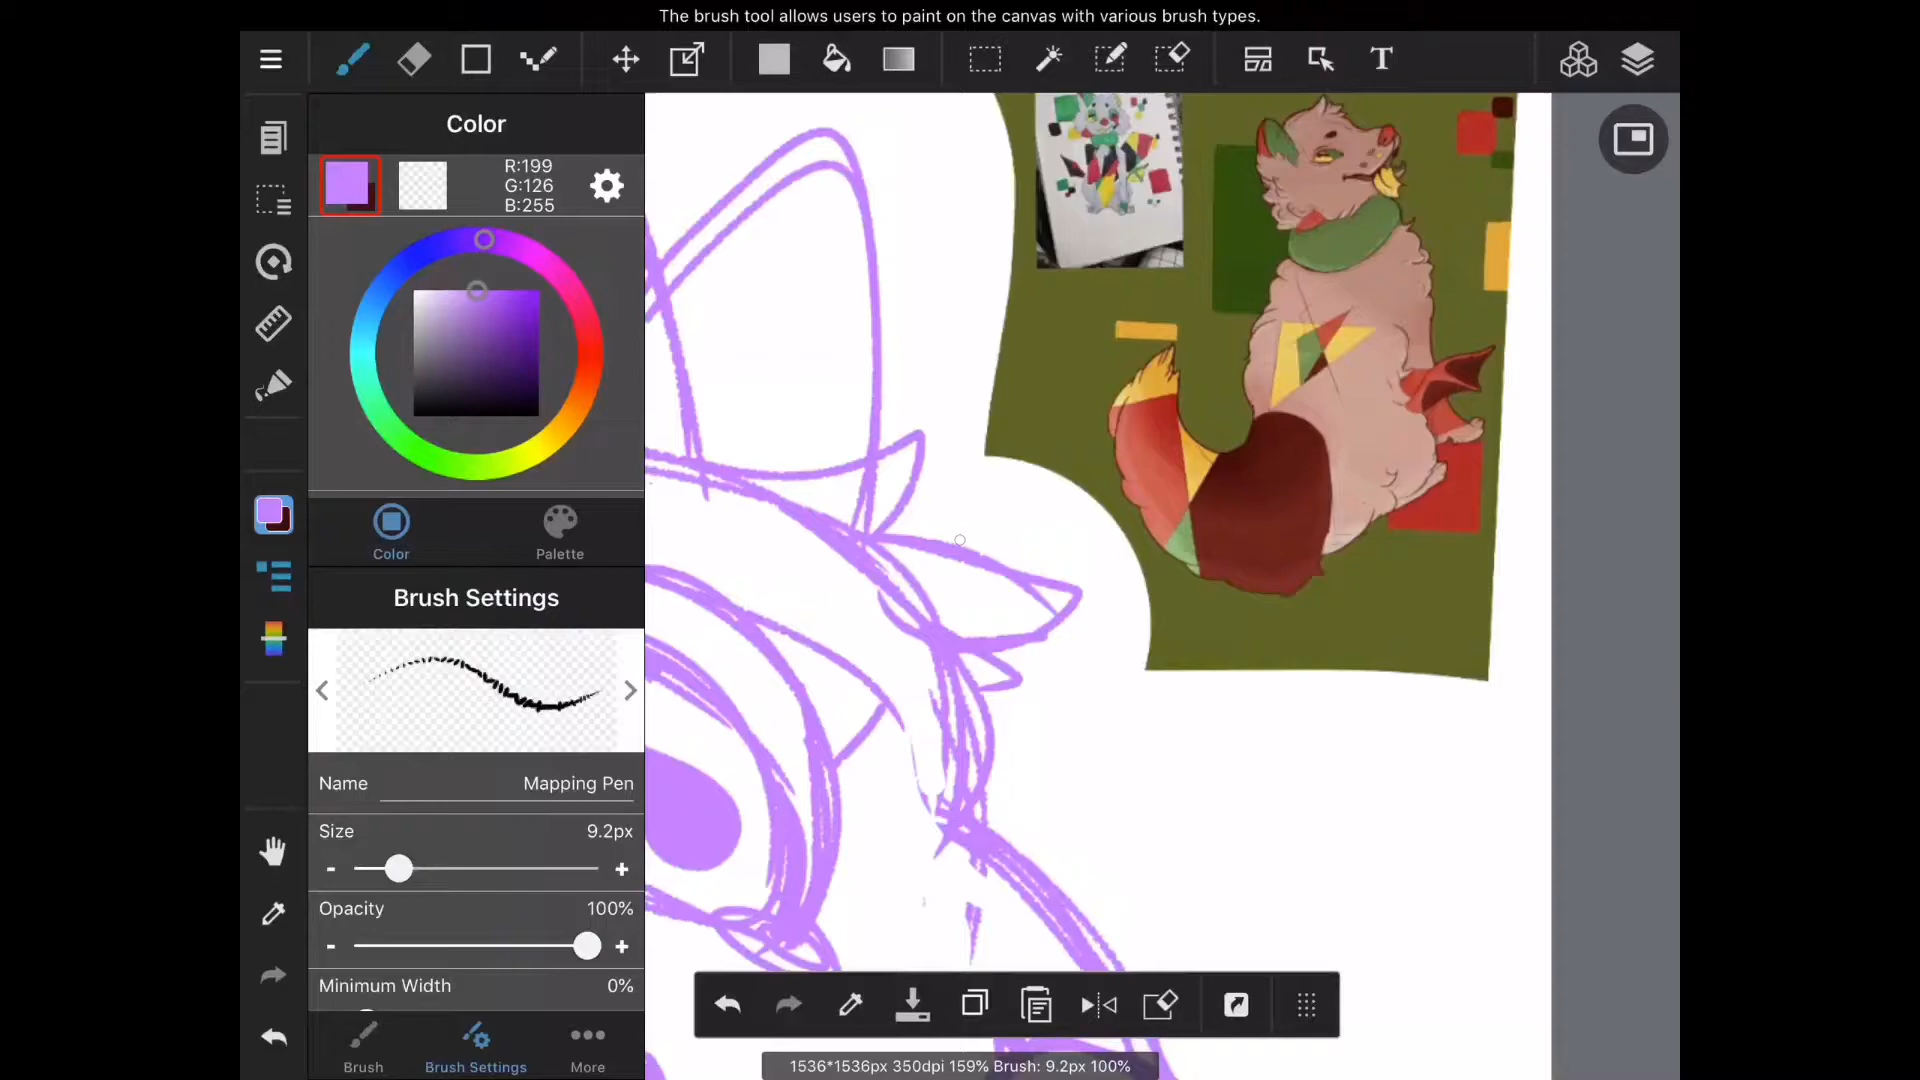 The brush tool allows users to paint on the canvas with various brush types.
T
Color
R:199
G:126
B:255
Color
Palette
Brush Settings
Name
Mapping Pen
Size
9.2px
-
+
Opacity
100%
-
+
Minimum Width
0%
Brush
Brush Settings
More
1536*1536px 350dpi 159% Brush: 9.2px 100%